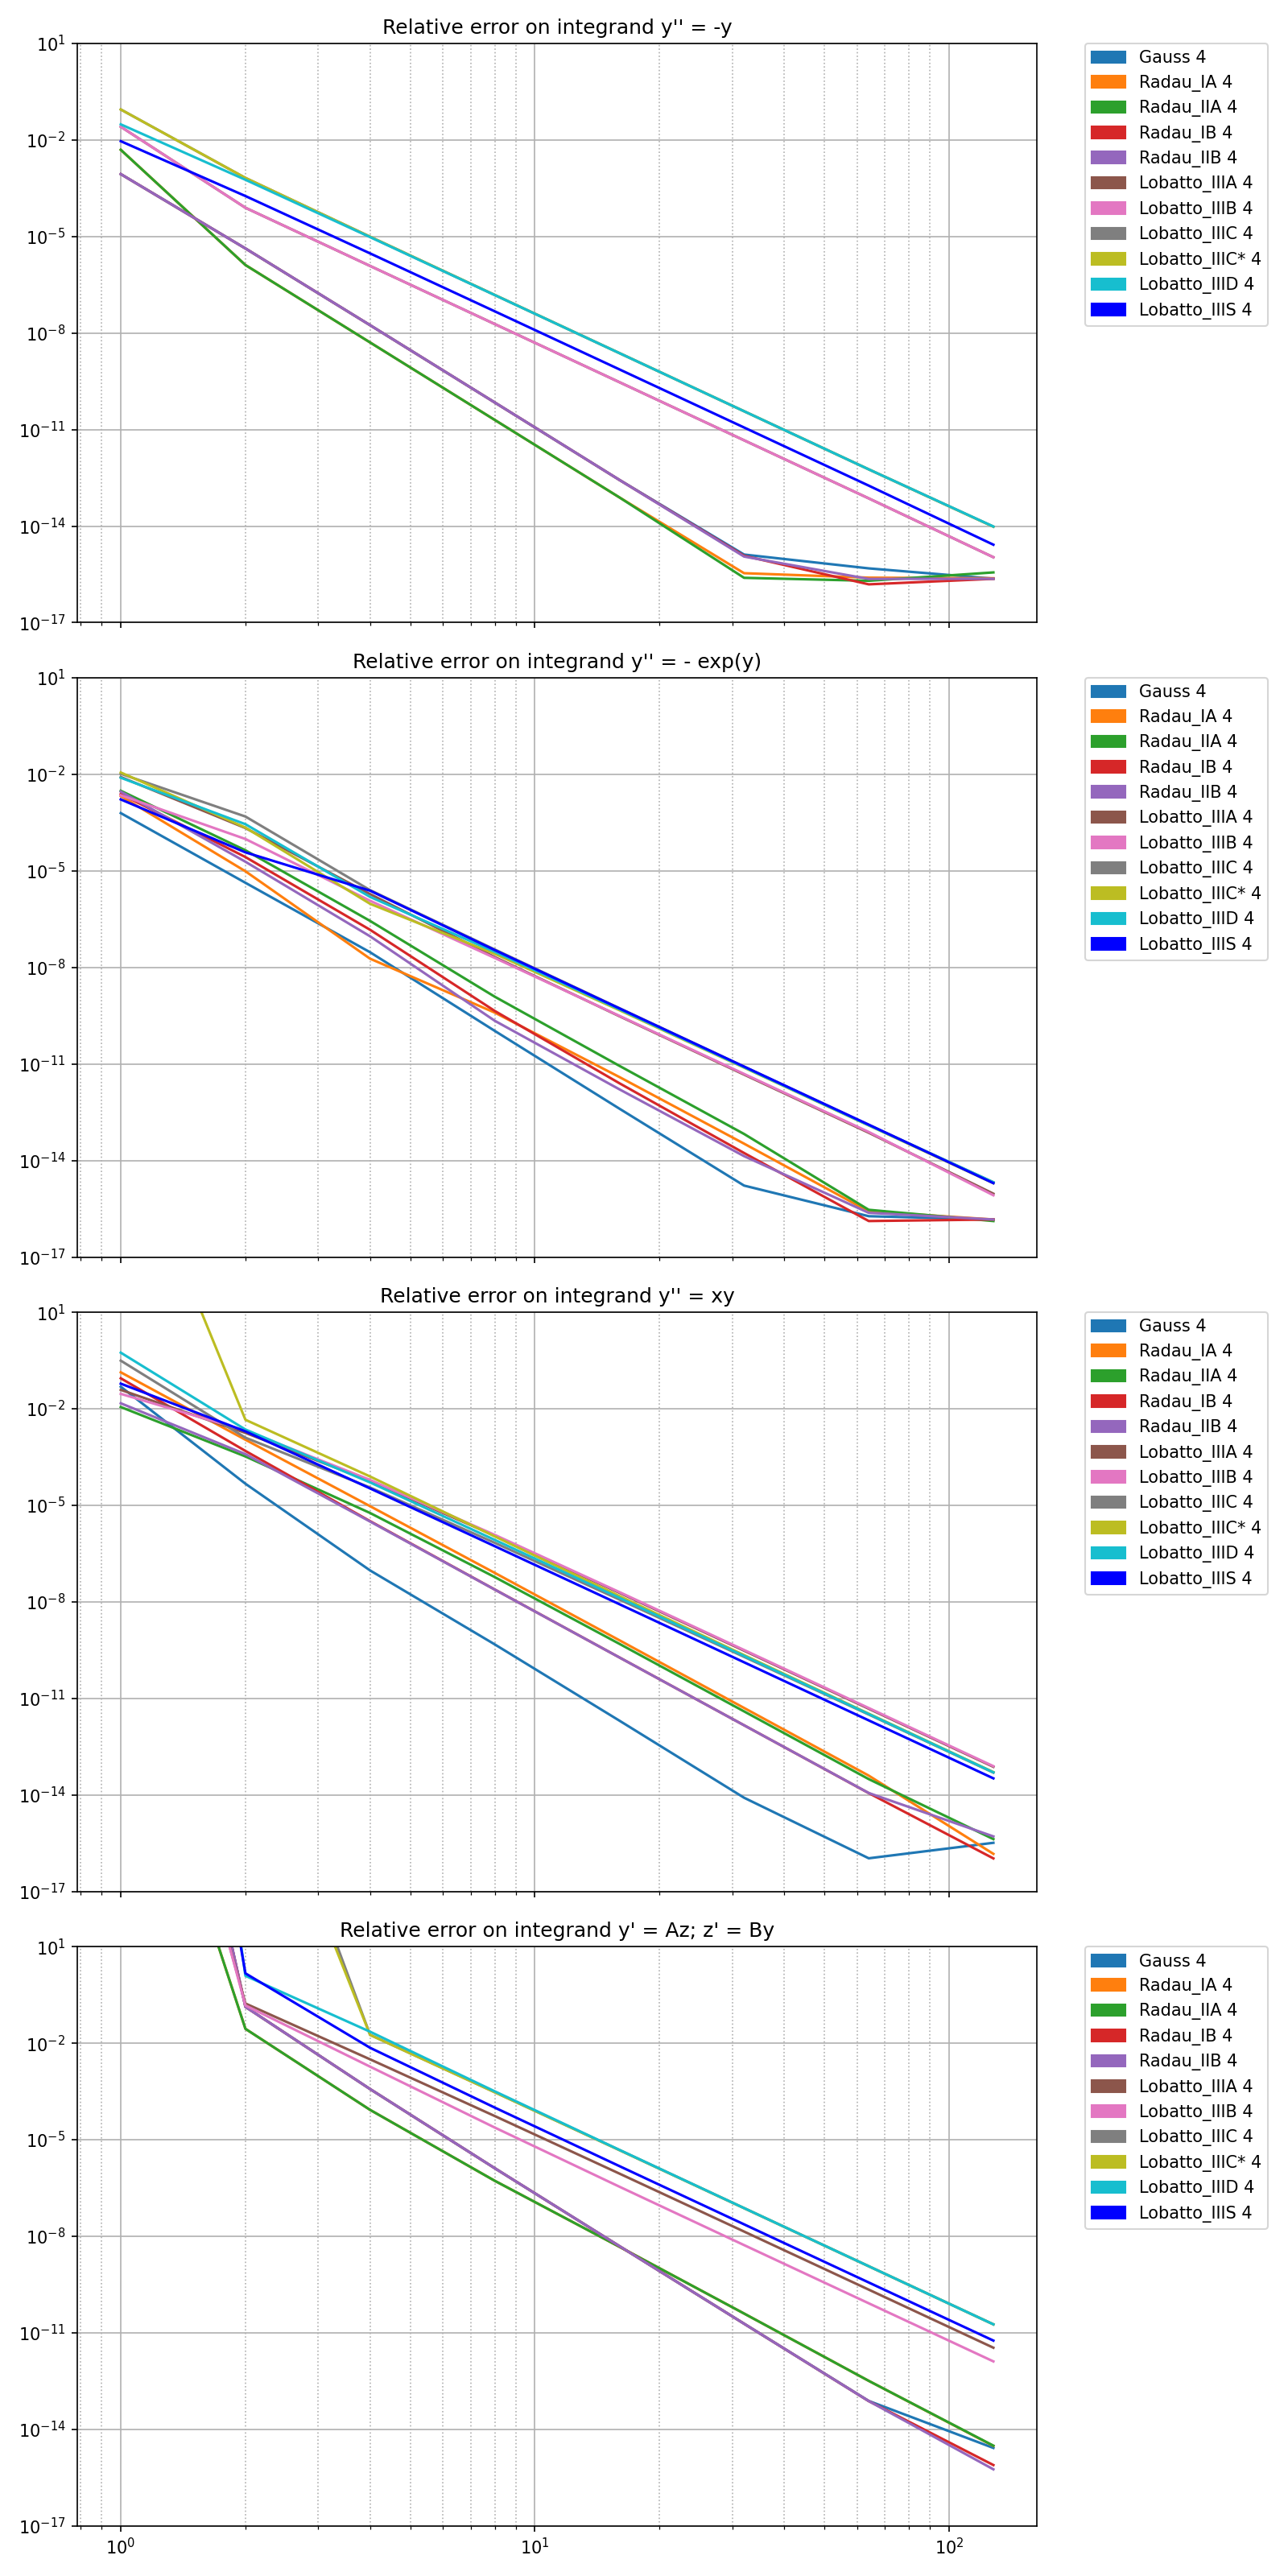 Relative error on integrand y'' = -y
10^1
10^-2
10^-5
10^-8
10^-11
10^-14
10^-17
Gauss 4
Radau_IA 4
Radau_IIA 4
Radau_IB 4
Radau_IIB 4
Lobatto_IIIA 4
Lobatto_IIIB 4
Lobatto_IIIC 4
Lobatto_IIIC* 4
Lobatto_IIID 4
Lobatto_IIIS 4
Relative error on integrand y'' = - exp(y)
10^1
10^-2
10^-5
10^-8
10^-11
10^-14
10^-17
Gauss 4
Radau_IA 4
Radau_IIA 4
Radau_IB 4
Radau_IIB 4
Lobatto_IIIA 4
Lobatto_IIIB 4
Lobatto_IIIC 4
Lobatto_IIIC* 4
Lobatto_IIID 4
Lobatto_IIIS 4
Relative error on integrand y'' = xy
10^1
10^-2
10^-5
10^-8
10^-11
10^-14
10^-17
Gauss 4
Radau_IA 4
Radau_IIA 4
Radau_IB 4
Radau_IIB 4
Lobatto_IIIA 4
Lobatto_IIIB 4
Lobatto_IIIC 4
Lobatto_IIIC* 4
Lobatto_IIID 4
Lobatto_IIIS 4
Relative error on integrand y' = Az; z' = By
10^1
10^-2
10^-5
10^-8
10^-11
10^-14
10^-17
10^0
10^1
10^2
Gauss 4
Radau_IA 4
Radau_IIA 4
Radau_IB 4
Radau_IIB 4
Lobatto_IIIA 4
Lobatto_IIIB 4
Lobatto_IIIC 4
Lobatto_IIIC* 4
Lobatto_IIID 4
Lobatto_IIIS 4